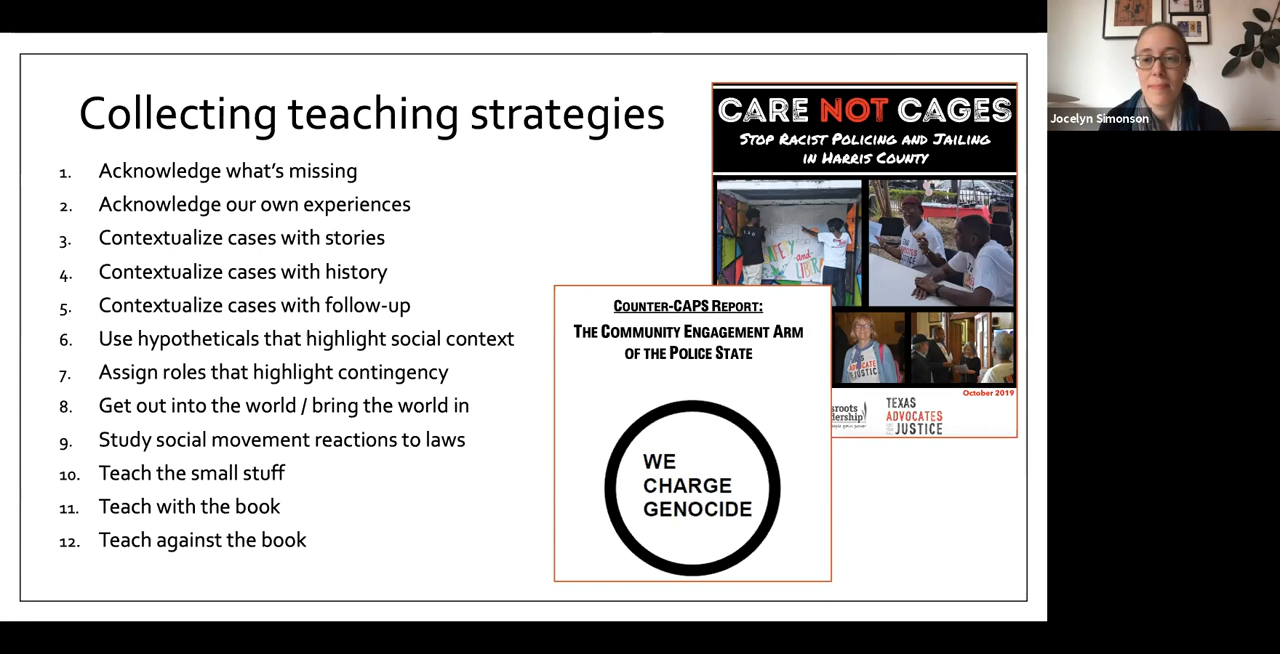 Collecting teaching strategies
1. Acknowledge what's missing
2. Acknowledge our own experiences
3. Contextualize cases with stories
4. Contextualize cases with history
5. Contextualize cases with follow-up
6. Use hypotheticals that highlight social context
7. Assign roles that highlight contingency
8. Get out into the world / bring the world in
9. Study social movement reactions to laws
10. Teach the small stuff
11. Teach with the book
12. Teach against the book
CARE NOT CAGES
STOP RACIST POLICING AND JAILING
IN HARRIS COUNTY
and
October 2019
TEXAS
ADVOCATES
JUSTICE
COUNTER-CAPS REPORT:
THE COMMUNITY ENGAGEMENT ARM
OF THE POLICE STATE
WE
CHARGE
GENOCIDE
Jocelyn Simonson